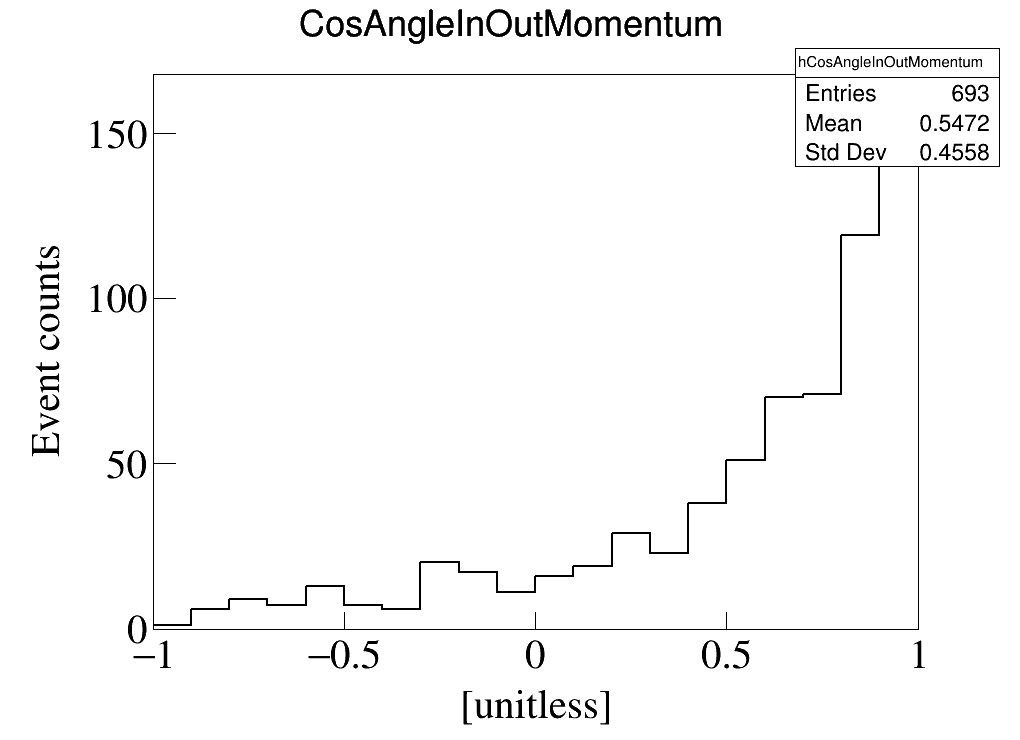 CosAngleInOutMomentum
hCosAngleInOutMomentum
Entries 693
Mean 0.5472
Std Dev 0.4558
150
100
50
0
Event counts
−1 −0.5 0 0.5 1
[unitless]